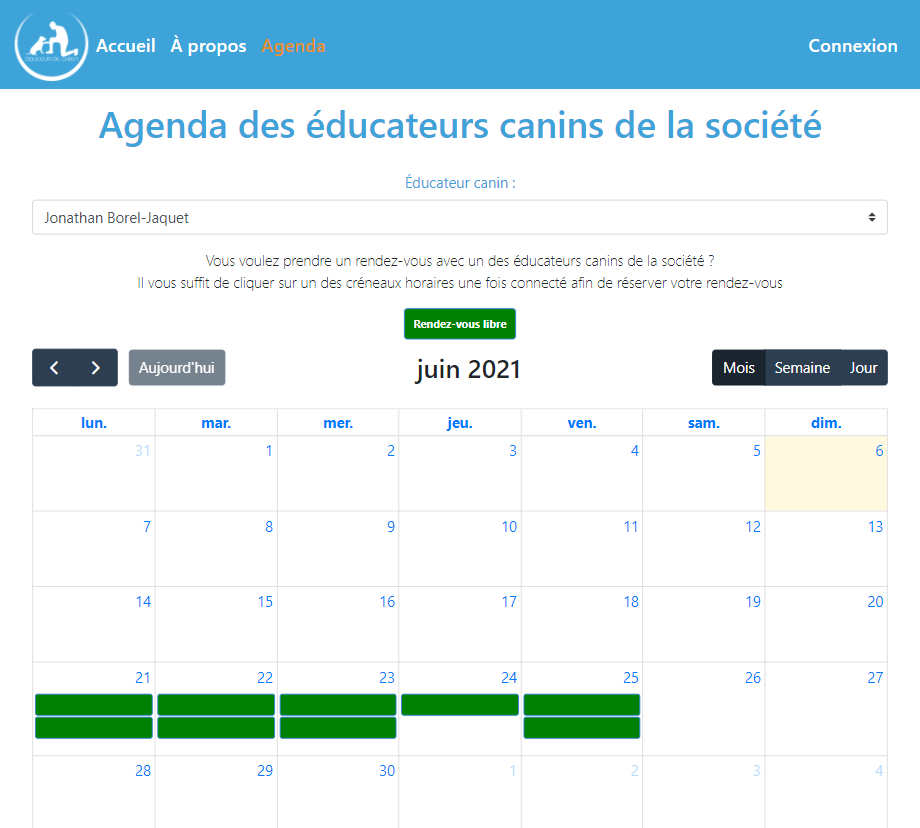 DOUCEUR DE CHIEN
Accueil À propos Agenda Connexion
Agenda des éducateurs canins de la société
Éducateur canin :
Jonathan Borel-Jaquet
Vous voulez prendre un rendez-vous avec un des éducateurs canins de la société ?
Il vous suffit de cliquer sur un des créneaux horaires une fois connecté afin de réserver votre rendez-vous
Rendez-vous libre
Aujourd'hui juin 2021 Mois Semaine Jour
lun. mar. mer. jeu. ven. sam. dim.
31 1 2 3 4 5 6
7 8 9 10 11 12 13
14 15 16 17 18 19 20
21 22 23 24 25 26 27
28 29 30 1 2 3 4